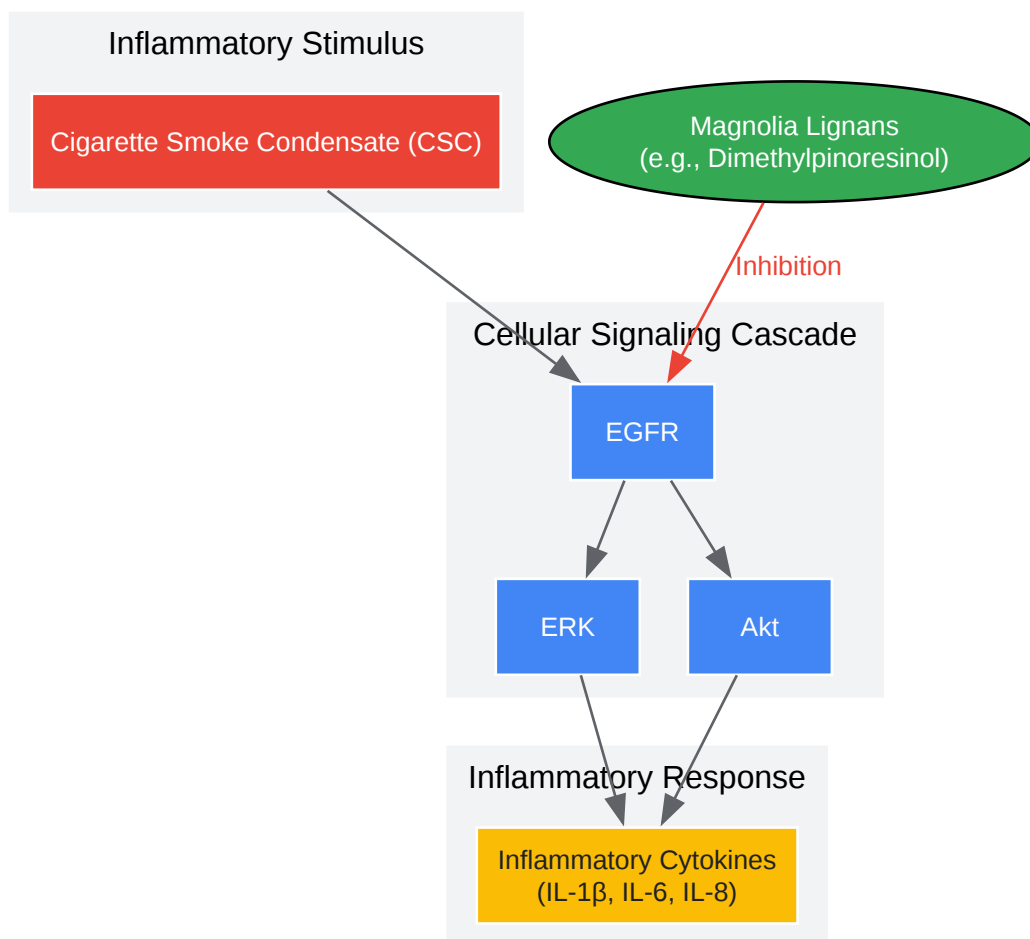 Inflammatory Stimulus
Cigarette Smoke Condensate (CSC)
Magnolia Lignans
(e.g., Dimethylpinoresinol)
Inhibition
Cellular Signaling Cascade
EGFR
ERK
Akt
Inflammatory Response
Inflammatory Cytokines
(IL-1β, IL-6, IL-8)